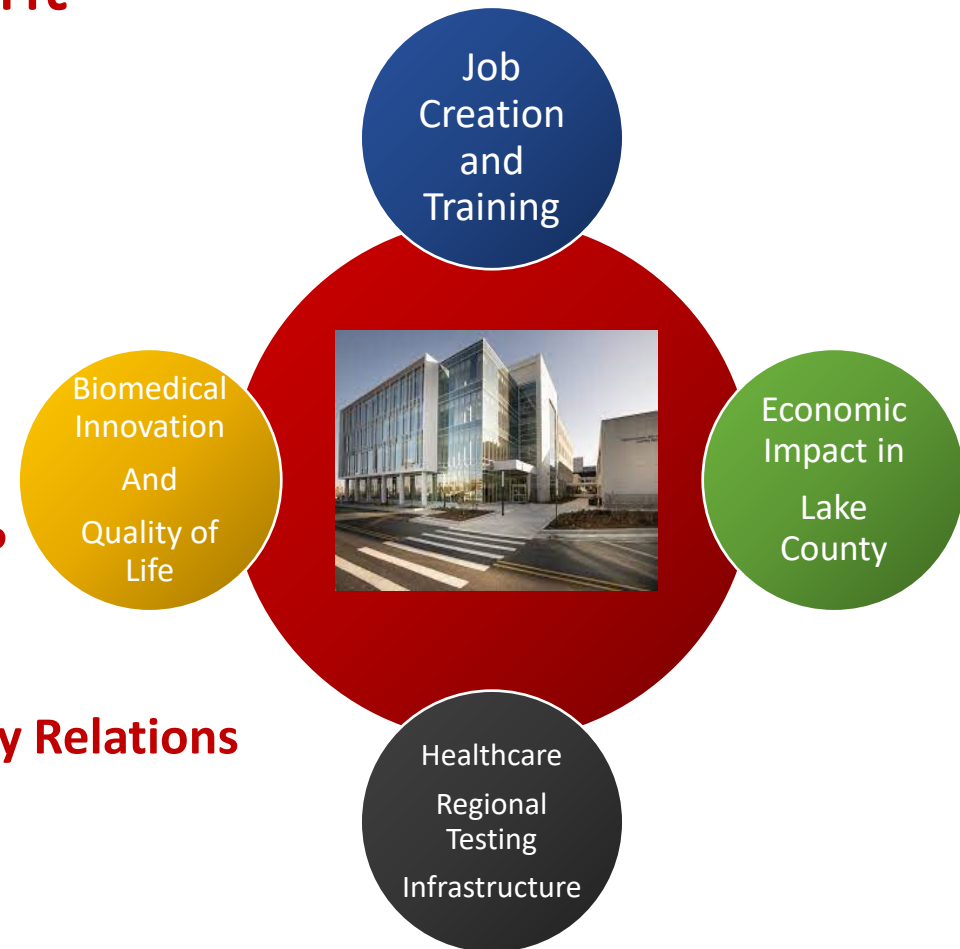 Job
Creation
and
Training
Biomedical
Innovation
And
Quality of
Life
Economic
Impact in
Lake
County
y Relations
Healthcare
Regional
Testing
Infrastructure